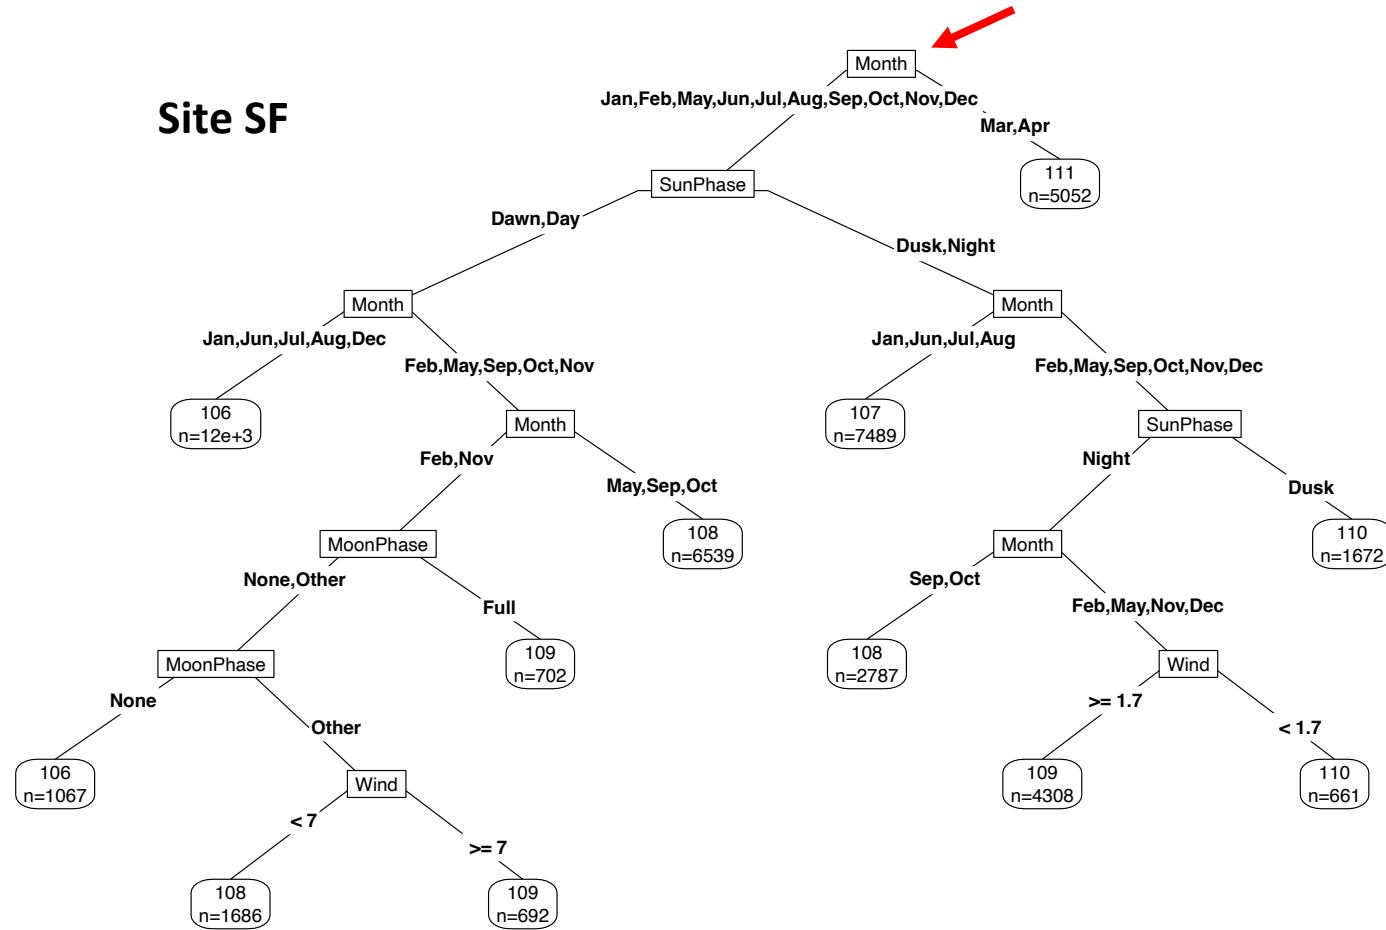 Month
Site SF
Jan,Feb,May,Jun,Jul,Aug,Sep,Oct,Nov,Dec
Mar,Apr
111
n=5052
SunPhase
Dawn,Day
Dusk,Night
Month
Month
Jan,Jun,Jul,Aug,Dec
Feb,May,Sep,Oct,Nov
Jan,Jun,Jul,Aug
Feb,May,Sep,Oct,Nov,Dec
106
n=12e+3
Month
107
n=7489
SunPhase
Feb,Nov
May,Sep,Oct
Night
Dusk
MoonPhase
108
n=6539
Month
110
n=1672
None,Other
Full
Sep,Oct
Feb,May,Nov,Dec
MoonPhase
109
n=702
108
n=2787
Wind
None
Other
>= 1.7
< 1.7
106
n=1067
Wind
109
n=4308
110
n=661
< 7
>= 7
108
n=1686
109
n=692